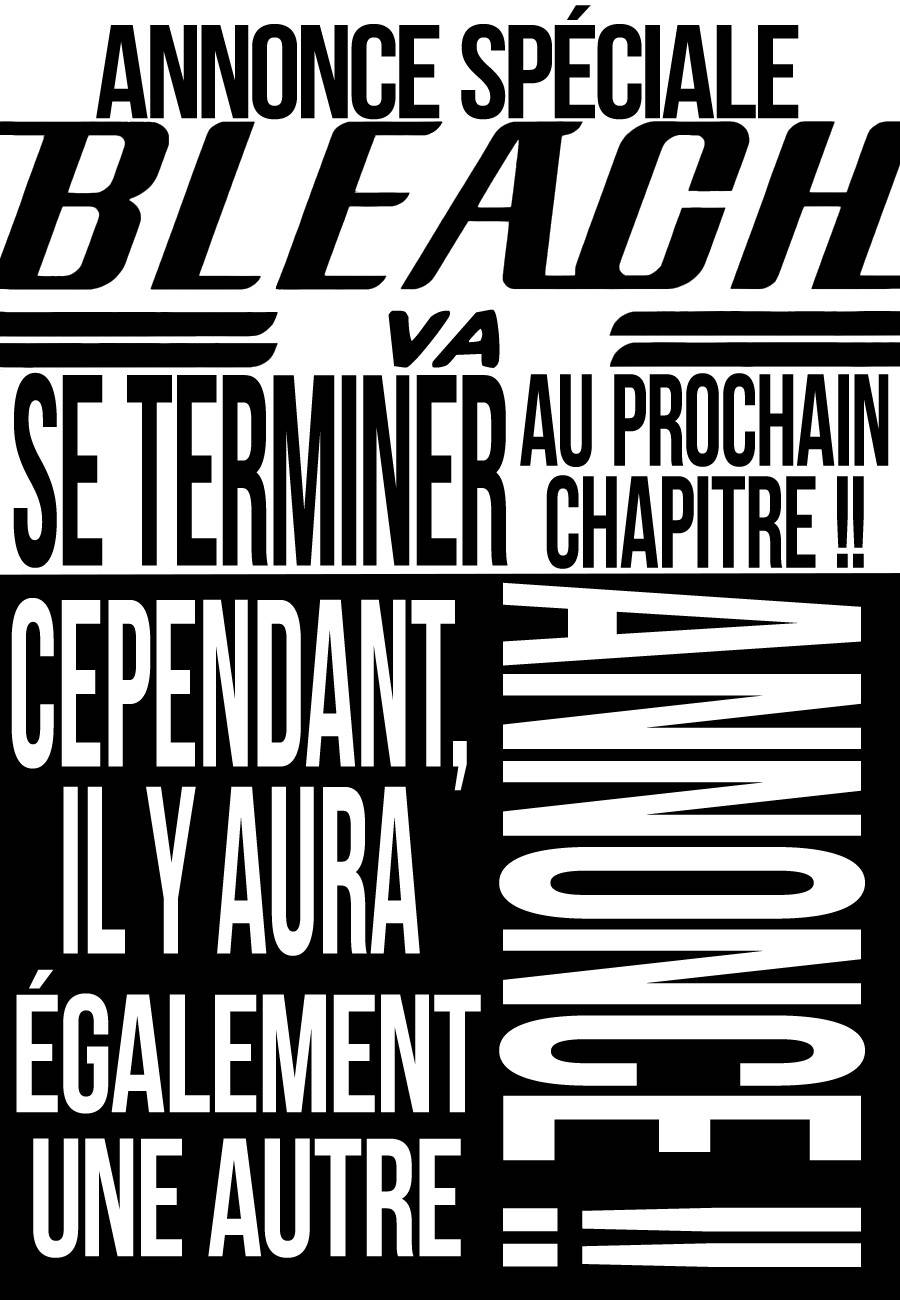 ANNONCE SPÉCIALE
BLEACH
VA
SE TERMINER
AU PROCHAIN
CHAPITRE !!
CEPENDANT,
IL Y AURA
ÉGALEMENT
UNE AUTRE
ANNONCE !!